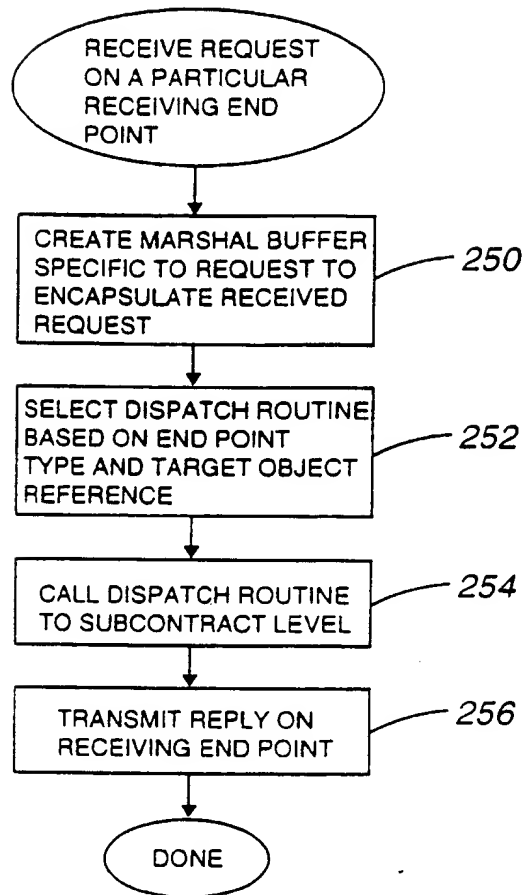 RECEIVE REQUEST
ON A PARTICULAR
RECEIVING END
POINT
CREATE MARSHAL BUFFER
SPECIFIC TO REQUEST TO
ENCAPSULATE RECEIVED
REQUEST
250
SELECT DISPATCH ROUTINE
BASED ON END POINT
TYPE AND TARGET OBJECT
REFERENCE
252
CALL DISPATCH ROUTINE
TO SUBCONTRACT LEVEL
254
TRANSMIT REPLY ON
RECEIVING END POINT
256
DONE